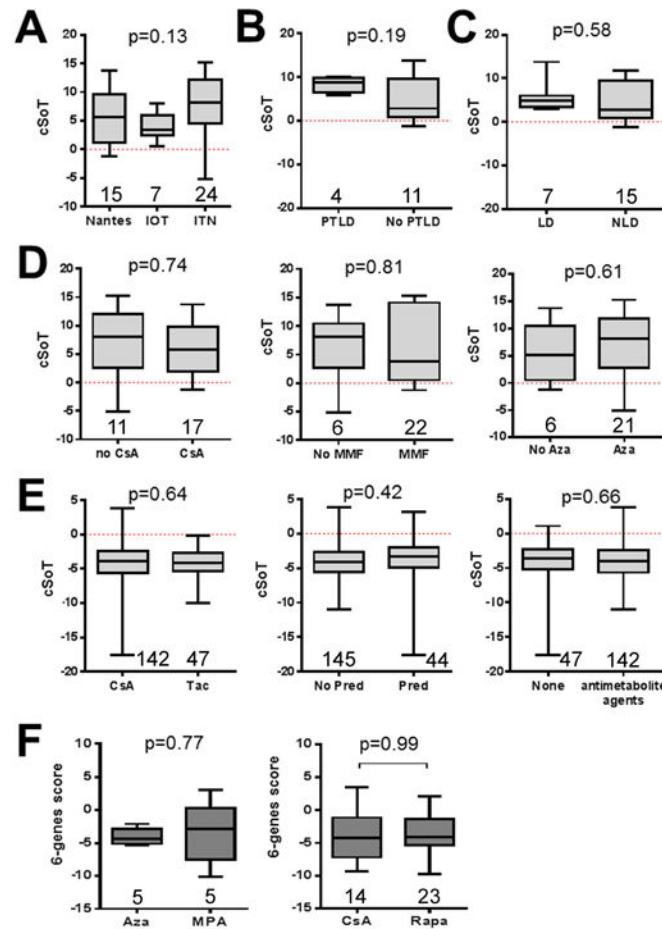 A
B
C
p=0.13
p=0.19
p=0.58
cSoT
20
15
10
5
0
-5
-10
15 7 24
Nantes IOT ITN
20
10
0
-10
-20
4 11
PTLD No PTLD
cSoT
20
10
0
-10
-20
7 15
LD NLD
D
p=0.74
p=0.81
p=0.61
cSoT
20
15
10
5
0
-5
-10
11 17
no CsA CsA
cSoT
20
15
10
5
0
-5
-10
6 22
No MMF MMF
cSoT
20
15
10
5
0
-5
-10
6 21
No Aza Aza
E
p=0.64
p=0.42
p=0.66
cSoT
5
0
-5
-10
-15
-20
142 47
CsA Tac
cSoT
5
0
-5
-10
-15
-20
145 44
No Pred Pred
cSoT
5
0
-5
-10
-15
-20
47 142
None antimetabolite
agents
F
p=0.77
p=0.99
6-genes score
10
5
0
-5
-10
-15
5 5
Aza MPA
6-genes score
10
5
0
-5
-10
-15
14 23
CsA Rapa